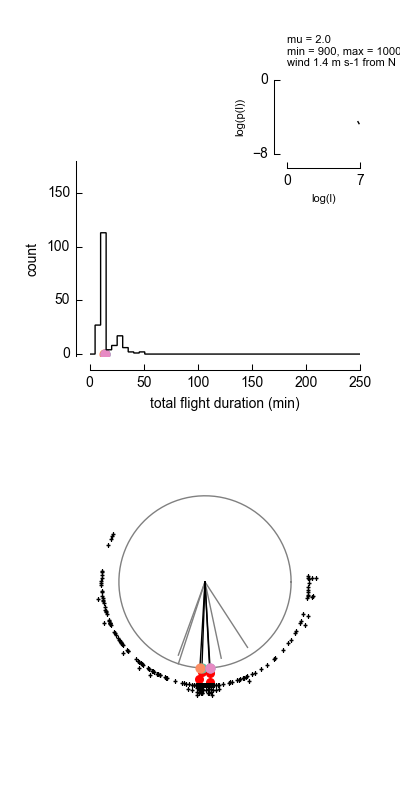 mu = 2.0
min = 900, max = 1000
wind 1.4 m s-1 from N
0
log(p(l))
−8
0 7
log(l)
150
100
50
0
count
0 50 100 150 200 250
total flight duration (min)